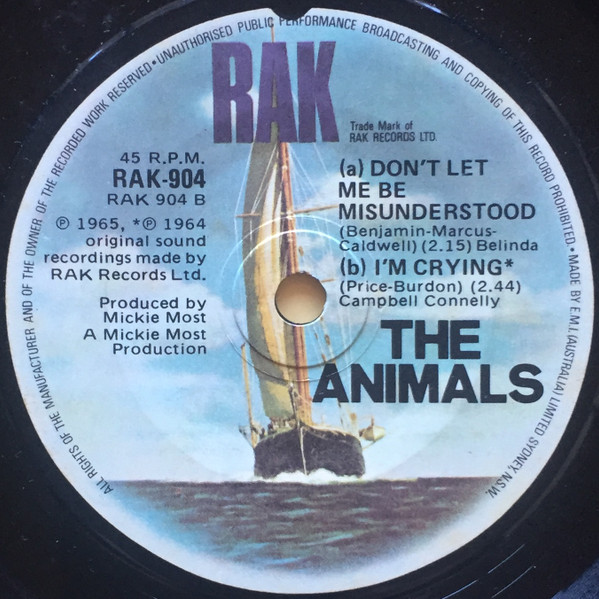 ALL RIGHTS OF THE MANUFACTURER AND OF THE OWNER OF THE RECORDED WORK RESERVED • UNAUTHORISED PUBLIC PERFORMANCE BROADCASTING AND COPYING OF THIS RECORD PROHIBITED. • MADE BY E.M.I. (AUSTRALIA) LIMITED SYDNEY, N.S.W.
RAK
Trade Mark of
RAK RECORDS LTD.
45 R.P.M.
RAK-904
RAK 904 B
℗ 1965, *℗ 1964
original sound
recordings made by
RAK Records Ltd.
Produced by
Mickie Most
A Mickie Most
Production
(a) DON'T LET
ME BE
MISUNDERSTOOD
(Benjamin-Marcus-
Caldwell) (2.15) Belinda
(b) I'M CRYING*
(Price-Burdon) (2.44)
Campbell Connelly
THE
ANIMALS